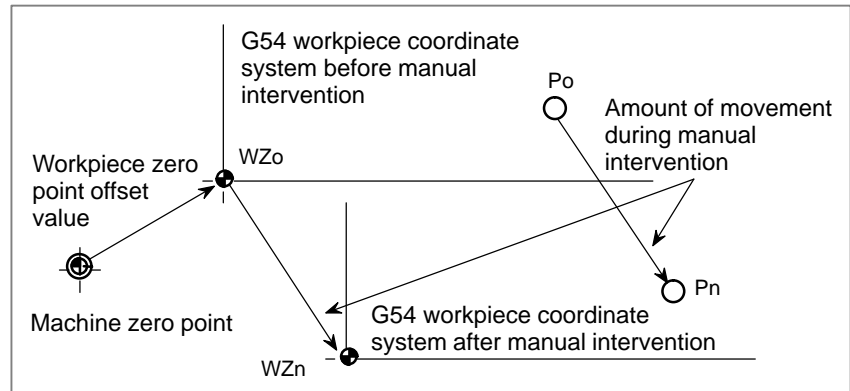 G54 workpiece coordinate
system before manual
intervention
Po
Amount of movement
during manual
intervention
WZo
Workpiece zero
point offset
value
Pn
Machine zero point
G54 workpiece coordinate
system after manual intervention
WZn